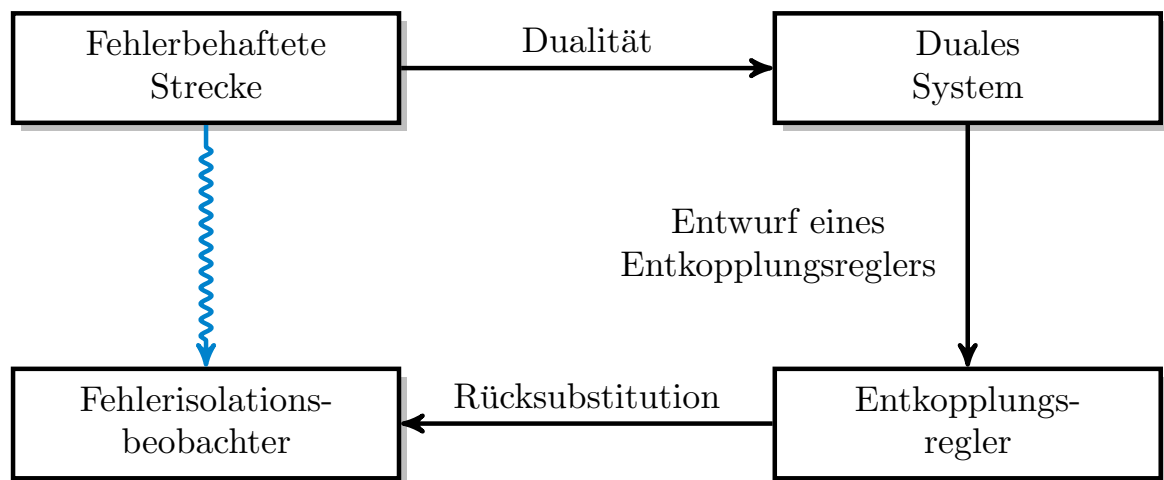 Fehlerbehaftete
Strecke
Dualität
Duales
System
Entwurf eines
Entkopplungsreglers
Fehlerisolations-
beobachter
Rücksubstitution
Entkopplungs-
regler